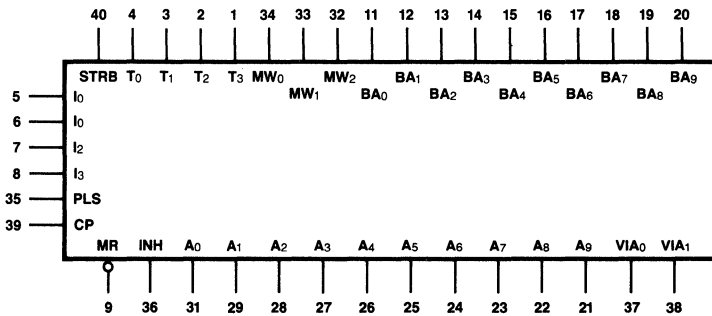 40 4 3 2 1 34 33 32 11 12 13 14 15 16 17 18 19 20
STRB T0 T1 T2 T3 MW0 MW2 BA1 BA3 BA5 BA7 BA9
MW1 BA0 BA2 BA4 BA6 BA8
5 I0
6 I0
7 I2
8 I3
35 PLS
39 CP
MR INH A0 A1 A2 A3 A4 A5 A6 A7 A8 A9 VIA0 VIA1
9 36 31 29 28 27 26 25 24 23 22 21 37 38